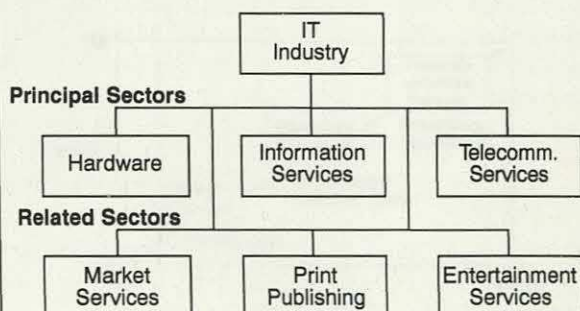 IT
Industry
Principal Sectors
Hardware
Information
Services
Telecomm.
Services
Related Sectors
Market
Services
Print
Publishing
Entertainment
Services